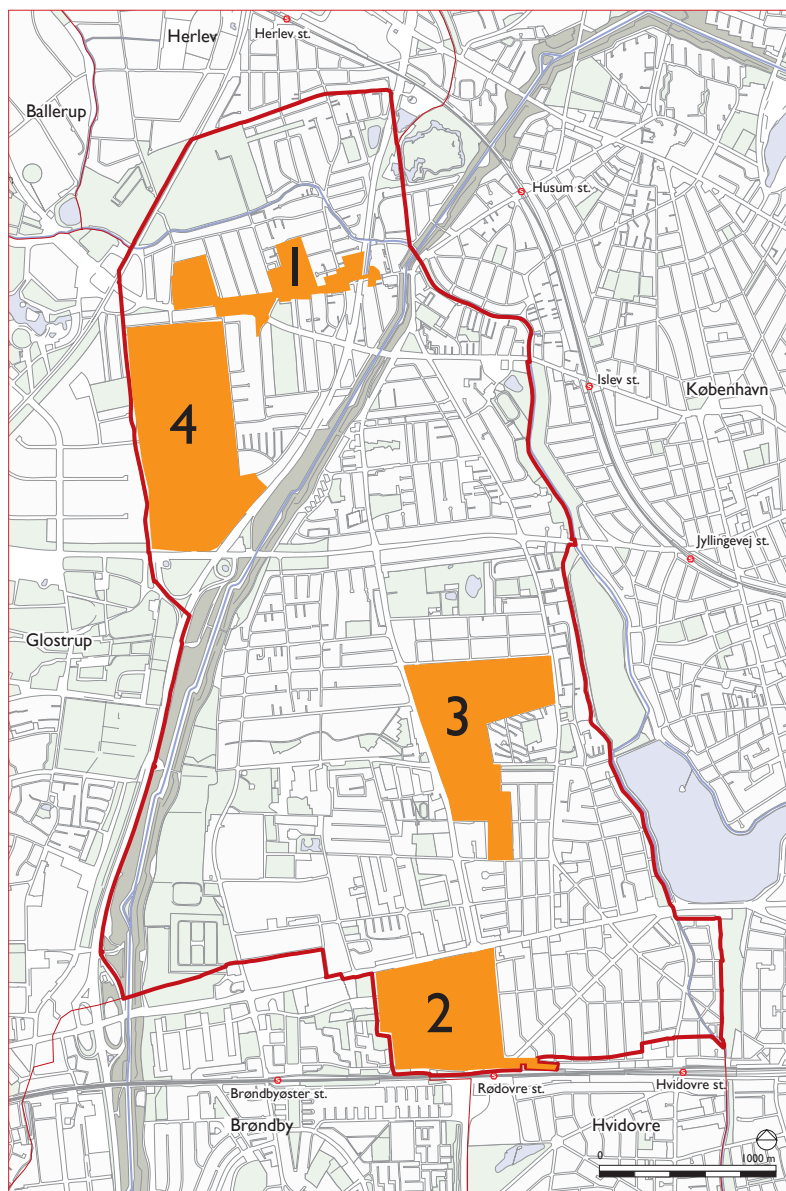 Herlev
Herlev st.
Ballerup
Husum st.
1
Islev st.
København
4
Jyllingevej st.
Glostrup
3
2
Brøndbyøster st.
Rødovre st.
Hvidovre st.
Brøndby
Hvidovre
0
1000 m